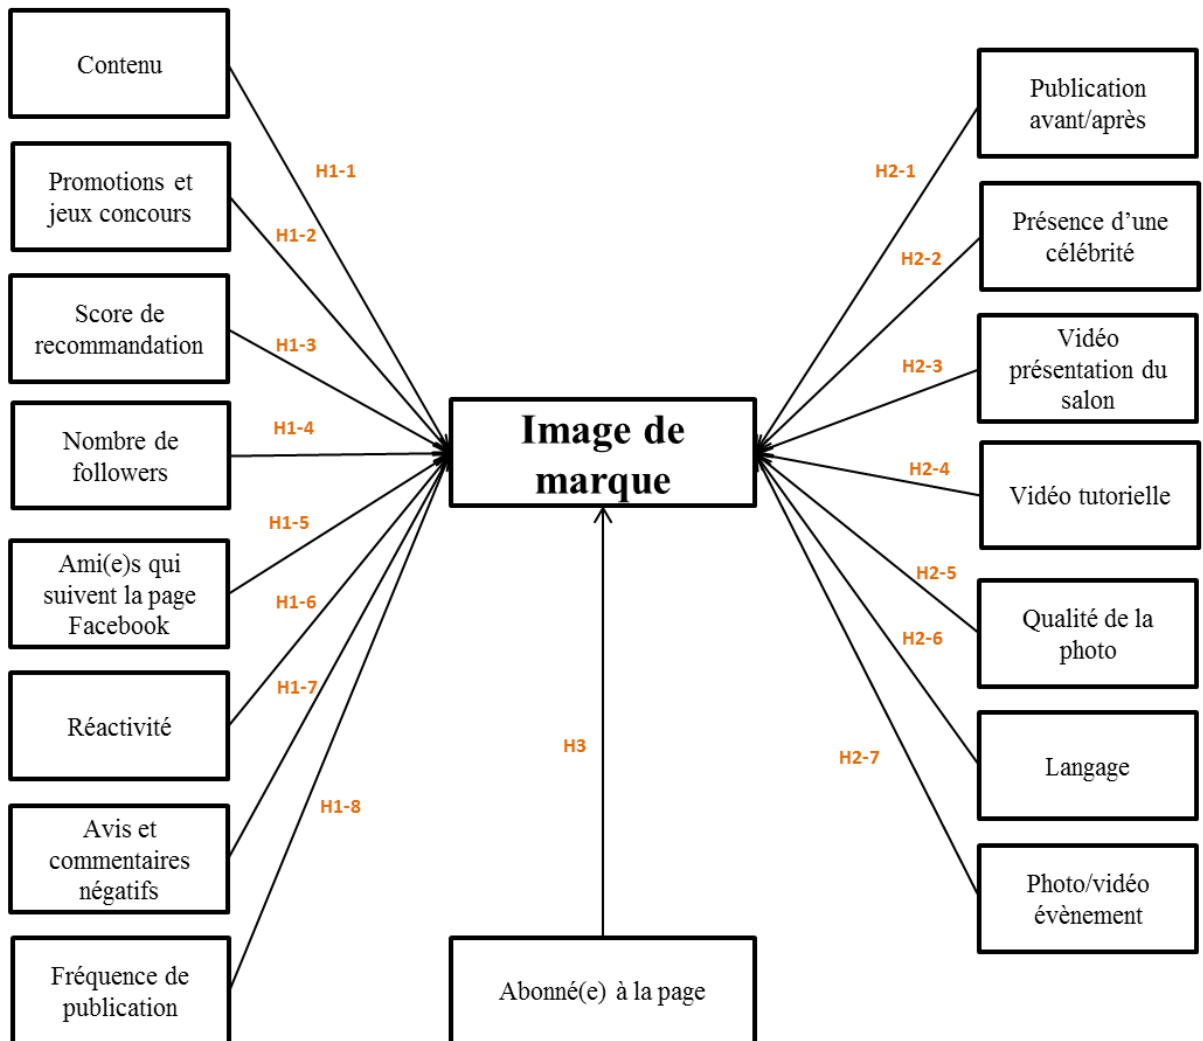 Contenu
Promotions et
jeux concours
Score de
recommandation
Nombre de
followers
Ami(e)s qui
suivent la page
Facebook
Réactivité
Avis et
commentaires
négatifs
Fréquence de
publication
H1-1
H1-2
H1-3
H1-4
H1-5
H1-6
H1-7
H1-8
Image de
marque
H3
Abonné(e) à la page
H2-1
H2-2
H2-3
H2-4
H2-5
H2-6
H2-7
Publication
avant/après
Présence d’une
célébrité
Vidéo
présentation du
salon
Vidéo tutorielle
Qualité de la
photo
Langage
Photo/vidéo
évènement